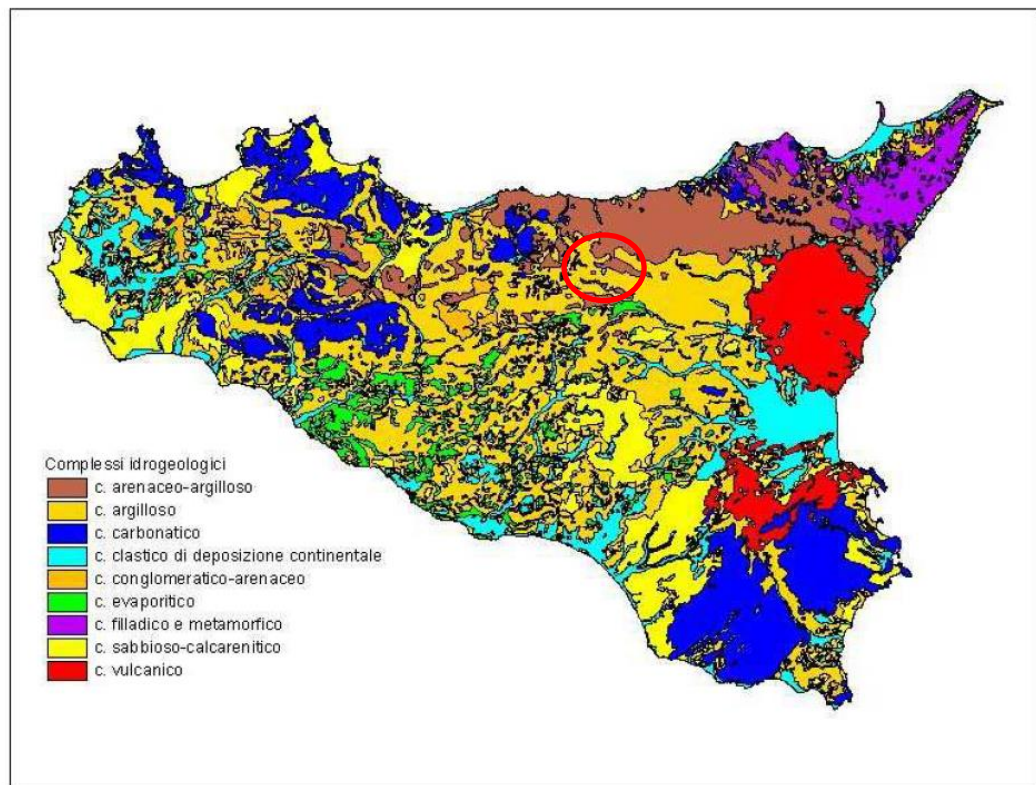 Complessi idrogeologici
c. arenaceo-argilloso
c. argilloso
c. carbonatico
c. clastico di deposizione continentale
c. conglomeratico-arenaceo
c. evaporitico
c. filladico e metamorfico
c. sabbioso-calcarenitico
c. vulcanico